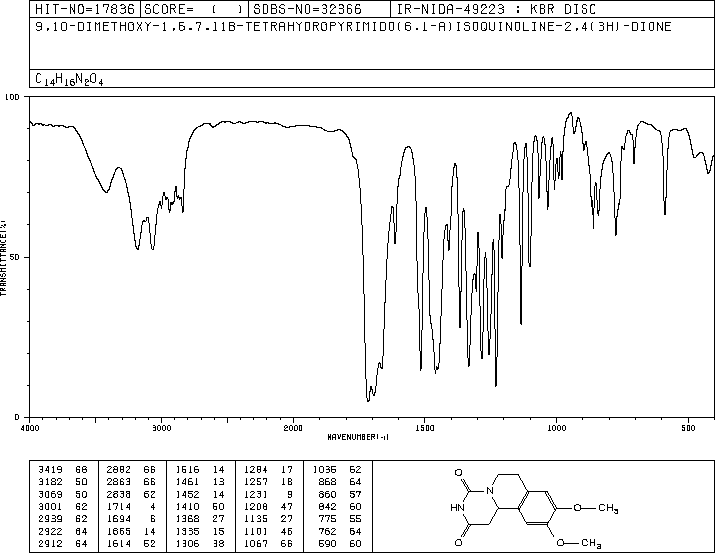 HIT-NO=17836 SCORE= ( ) SDBS-NO=32366 IR-NIDA-49223 : KBR DISC
9,10-DIMETHOXY-1,6,7,11B-TETRAHYDROPYRIMIDO(6,1-A)ISOQUINOLINE-2,4(3H)-DIONE
C14H16N2O4
100
50
0
TRANSMITTANCE(%)
4000 3000 2000 1500 1000 500
WAVENUMBER(-1)
3419 68 2882 66 1516 14 1284 17 1036 62
3182 50 2863 66 1461 13 1257 18 868 64
3069 50 2838 62 1452 14 1231 9 860 57
3001 62 1714 4 1410 50 1208 47 842 60
2939 62 1694 6 1368 27 1135 27 775 55
2922 64 1665 14 1335 15 1101 46 762 64
2912 64 1614 52 1306 38 1067 66 590 60
O
N
HN
O
O—CH3
O—CH3